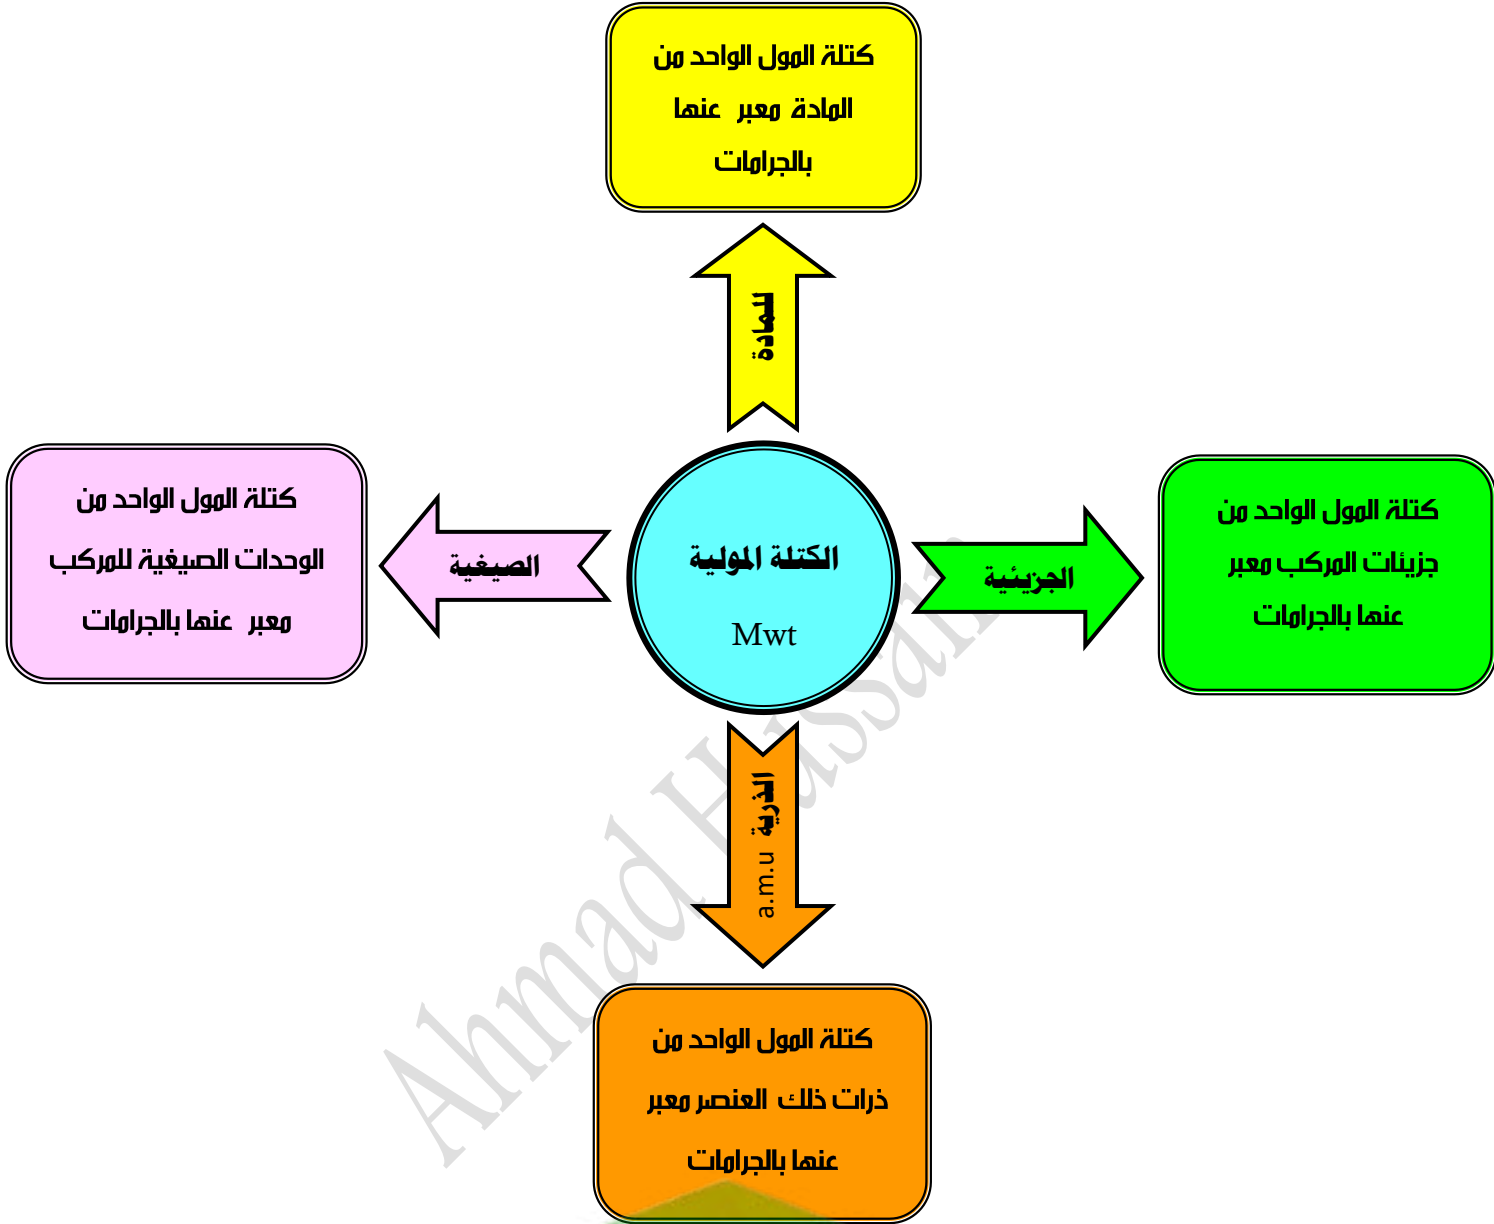 كتلة المول الواحد من
المادة معبر عنها
بالجرامات
للمادة
كتلة المول الواحد من
الوحدات الصيغية للمركب
معبر عنها بالجرامات
الصيغية
الكتلة المولية
Mwt
الجزيئية
كتلة المول الواحد من
جزيئات المركب معبر
عنها بالجرامات
الذرية a.m.u
كتلة المول الواحد من
ذرات ذلك العنصر معبر
عنها بالجرامات
Ahmad Hussain